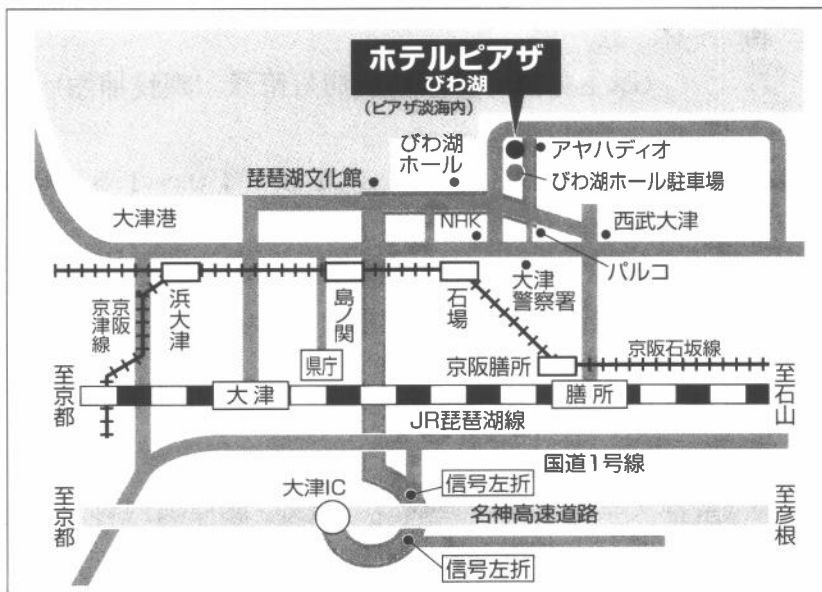 ホテルピアザ
びわ湖
(ピアザ淡海内)
びわ湖
ホール
アヤハディオ
琵琶湖文化館
びわ湖ホール駐車場
大津港
NHK
西武大津
パルコ
浜大津
島ノ関
石場
大津
警察署
京阪
京津線
県庁
京阪膳所
京阪石坂線
至京都
大津
膳所
至石山
JR琵琶湖線
国道1号線
大津IC
信号左折
至京都
名神高速道路
至彦根
信号左折